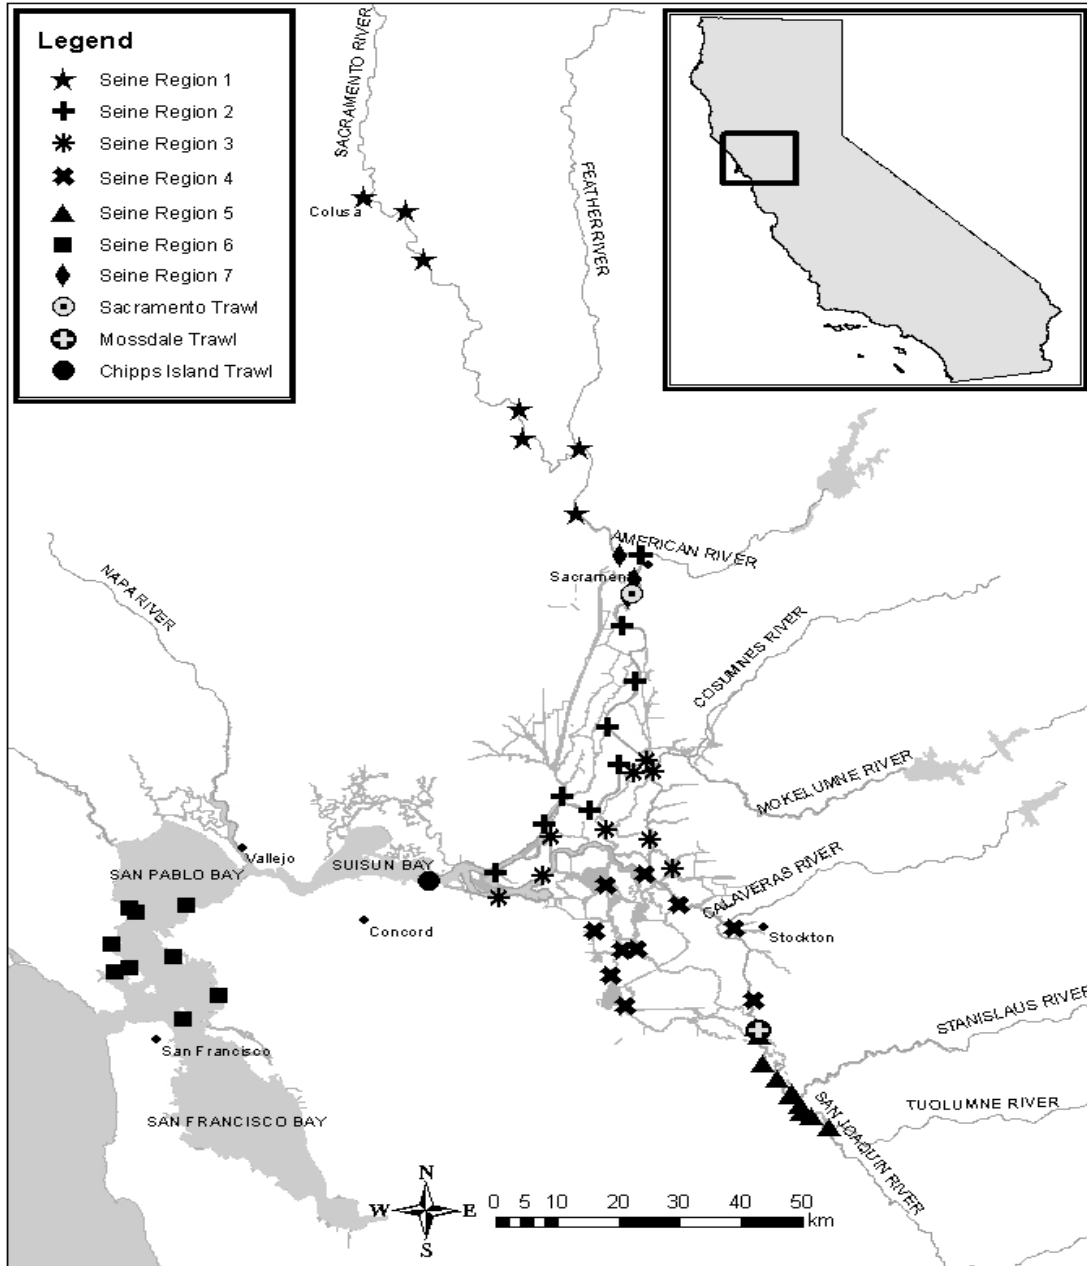 Legend
Seine Region 1
Seine Region 2
Seine Region 3
Seine Region 4
Seine Region 5
Seine Region 6
Seine Region 7
Sacramento Trawl
Mossdale Trawl
Chipps Island Trawl
SACRAMENTO RIVER
FEATHER RIVER
Colusa
AMERICAN RIVER
Sacramen
NAPA RIVER
COSUMNES RIVER
MOKELUMNE RIVER
Vallejo
SUISUN BAY
SAN PABLO BAY
CALAVERAS RIVER
Concord
Stockton
STANISLAUS RIVER
San Francisco
TUOLUMNE RIVER
SAN JOAQUIN RIVER
SAN FRANCISCO BAY
N
W E
S
0 5 10 20 30 40 50
km